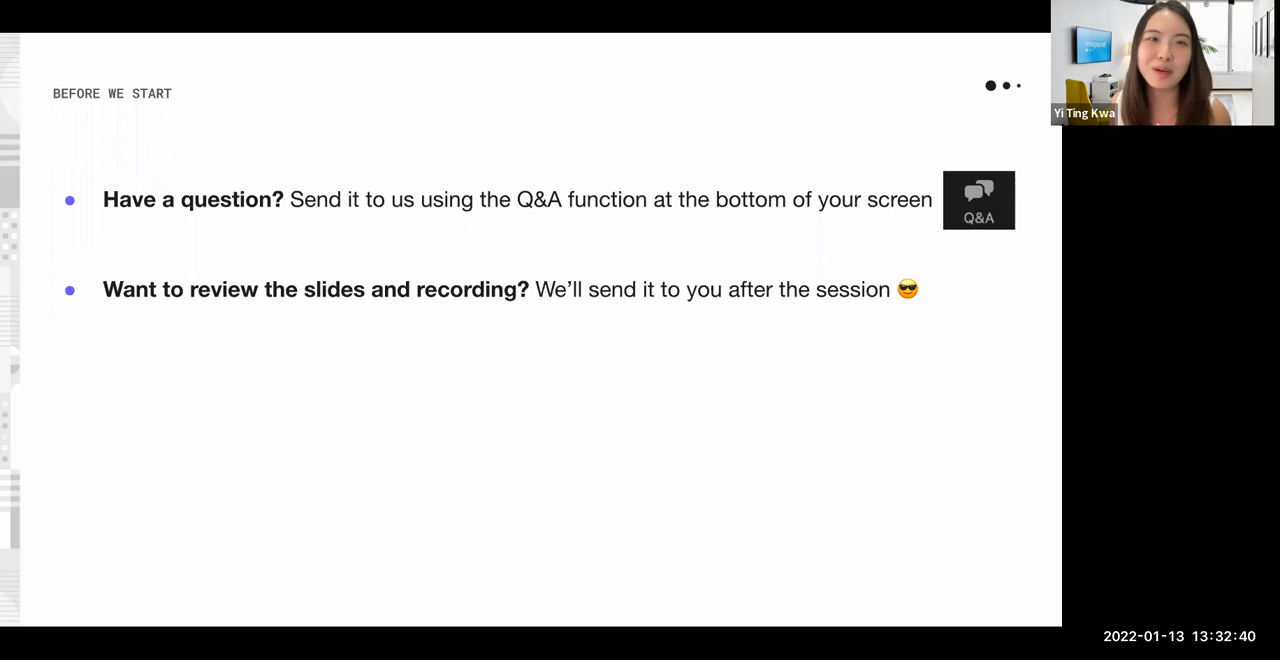 BEFORE WE START
Have a question? Send it to us using the Q&A function at the bottom of your screen
Q&A
Want to review the slides and recording? We’ll send it to you after the session 😎
mixpanel
Yi Ting Kwa
2022-01-13 13:32:40